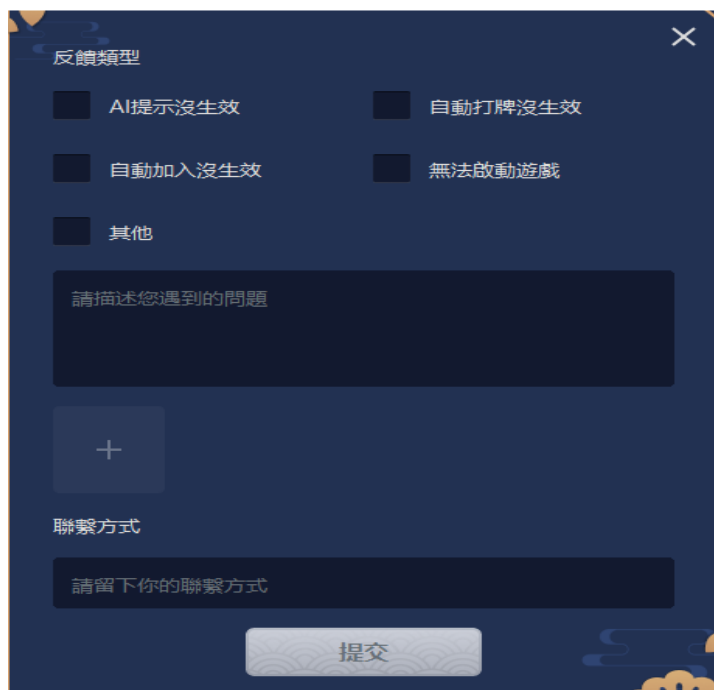 反饋類型
AI提示沒生效
自動打牌沒生效
自動加入沒生效
無法啟動遊戲
其他
請描述您遇到的問題
聯繫方式
請留下你的聯繫方式
提交